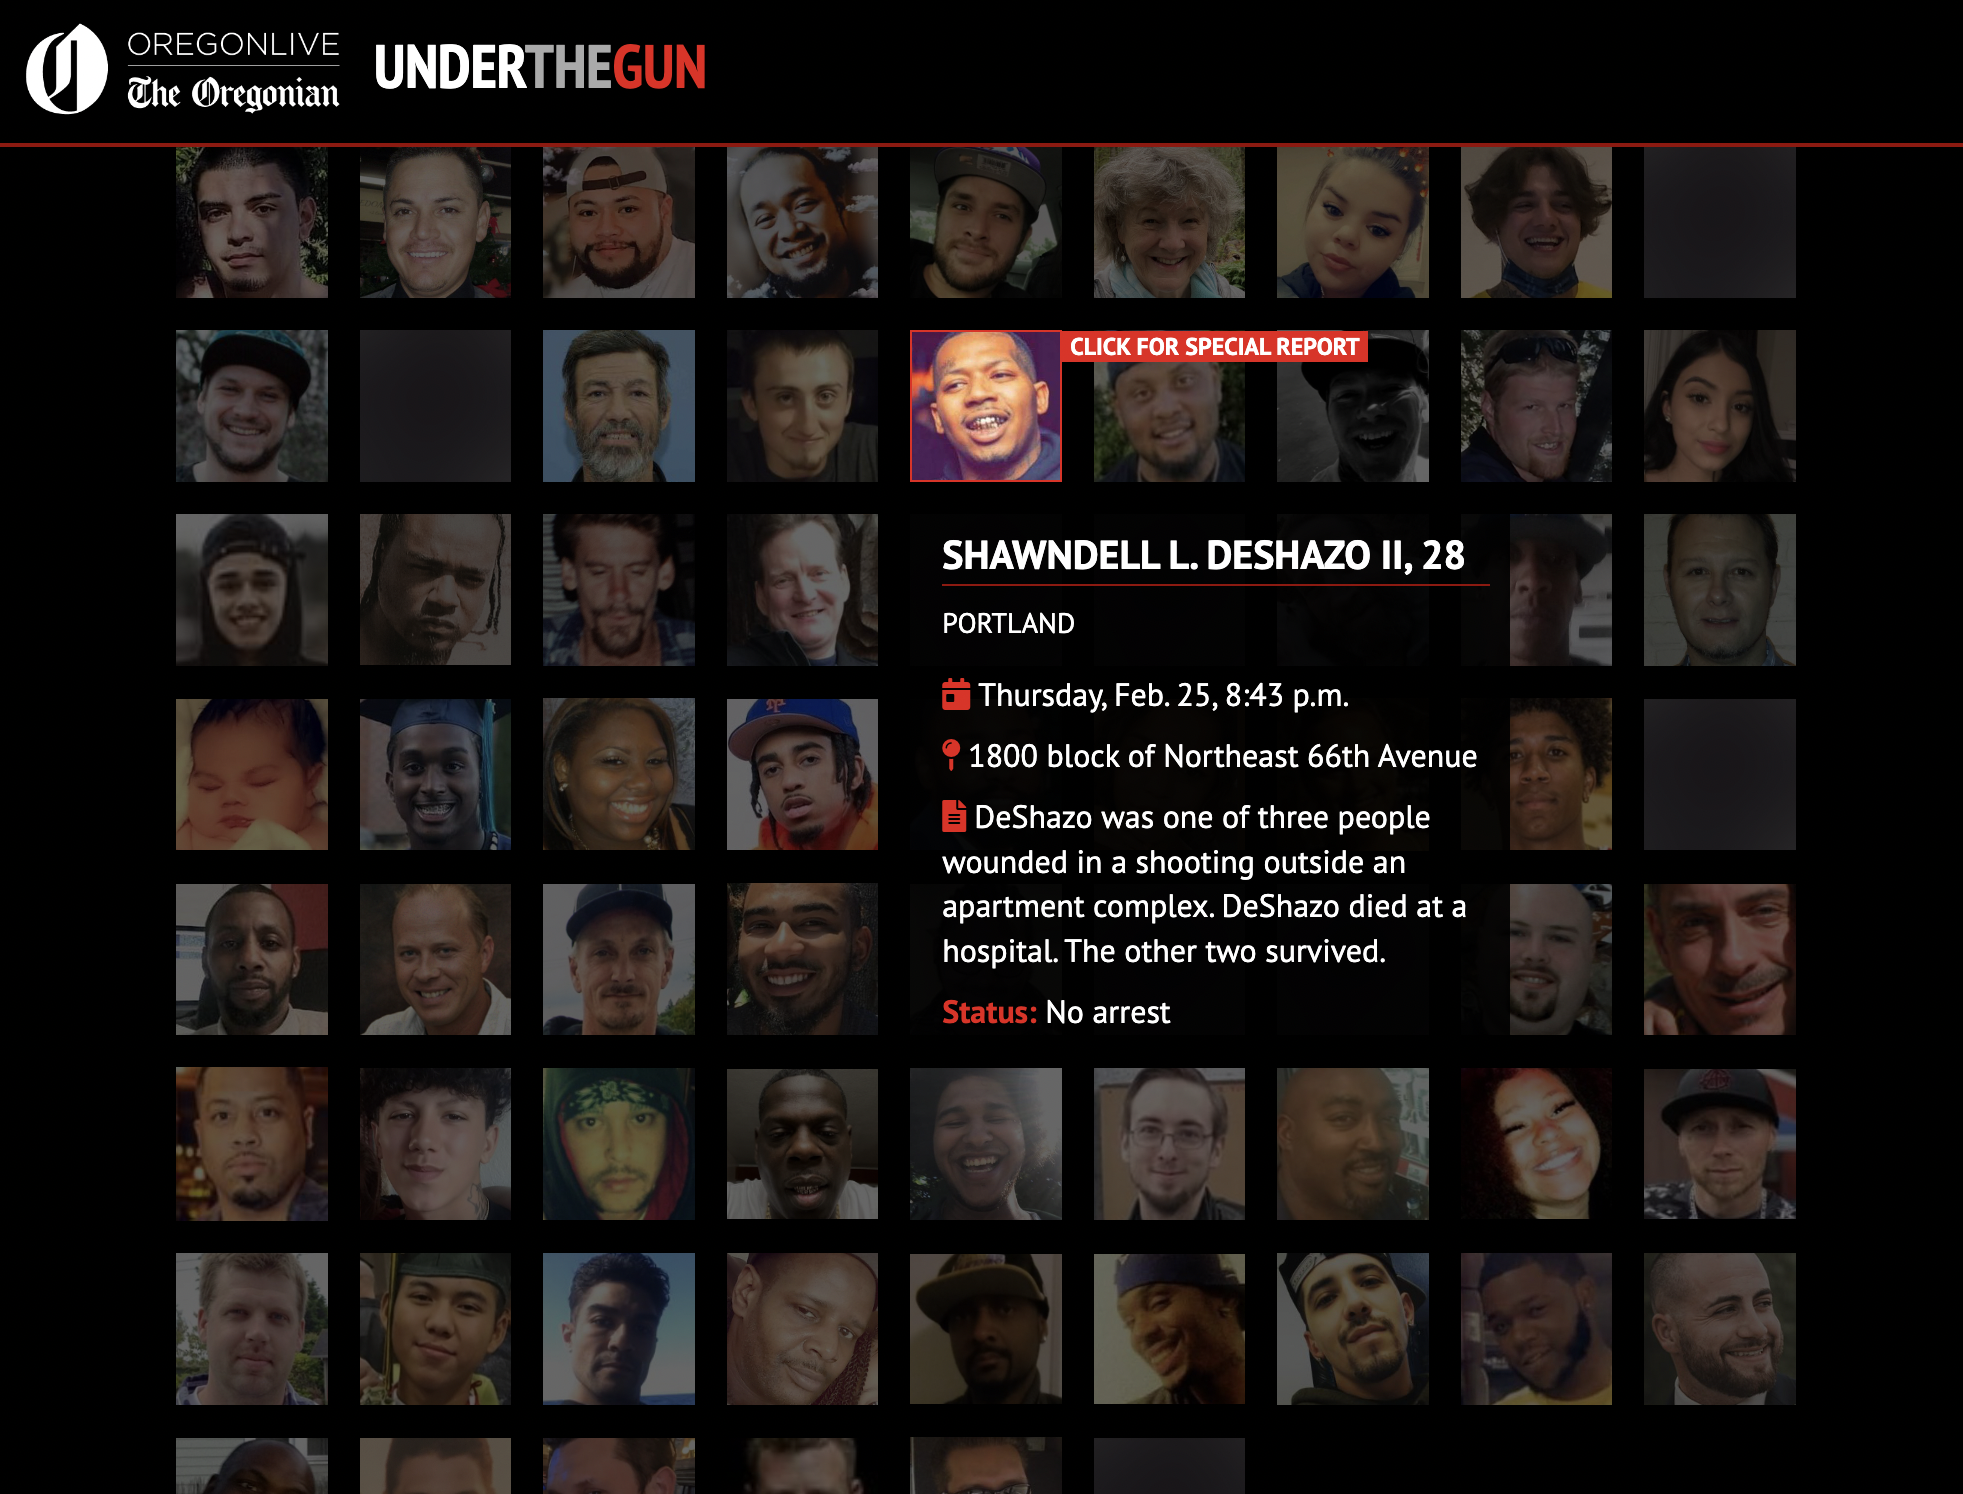 OREGONLIVE
The Oregonian
UNDERTHEGUN
CLICK FOR SPECIAL REPORT
SHAWNDELL L. DESHAZO II, 28
PORTLAND
Thursday, Feb. 25, 8:43 p.m.
1800 block of Northeast 66th Avenue
DeShazo was one of three people
wounded in a shooting outside an
apartment complex. DeShazo died at a
hospital. The other two survived.
Status: No arrest